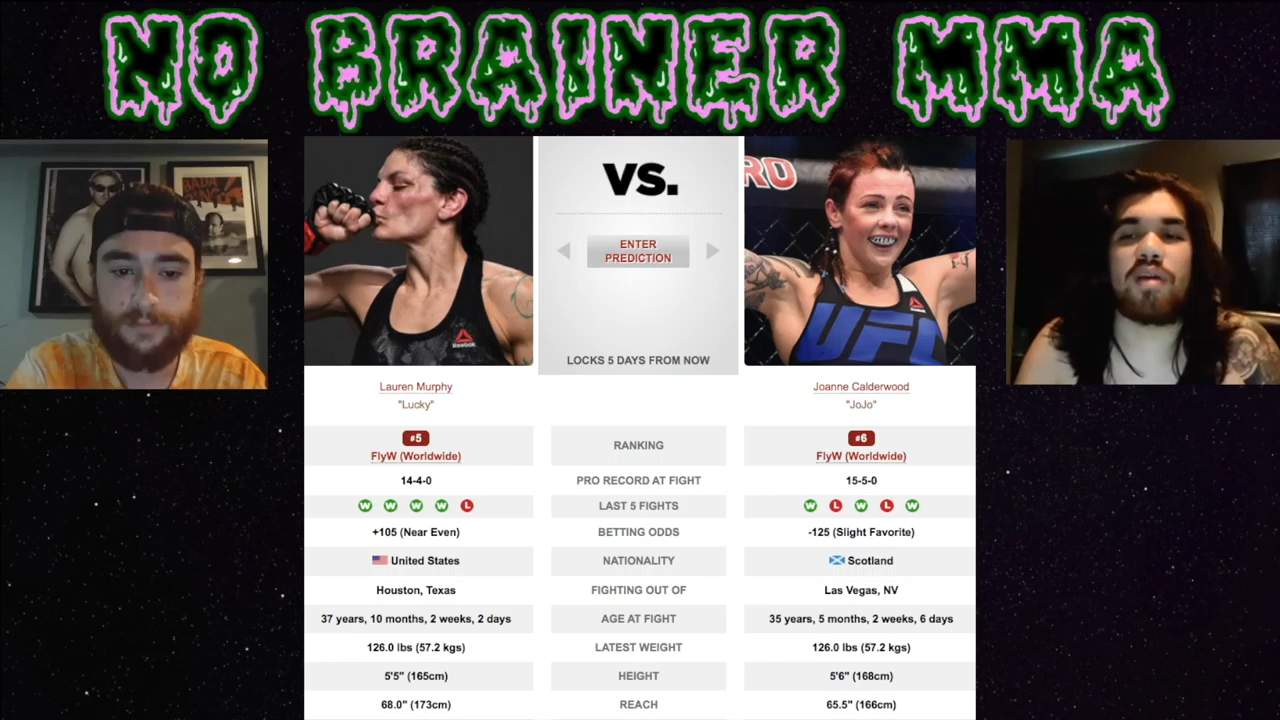 NO BRAINER MMA
VS.
ENTER
PREDICTION
LOCKS 5 DAYS FROM NOW
RO
Reebok
UFC
Lauren Murphy
"Lucky"
Joanne Calderwood
"JoJo"
#5
FlyW (Worldwide)
RANKING
#6
FlyW (Worldwide)
14-4-0
PRO RECORD AT FIGHT
15-5-0
W W W W L
LAST 5 FIGHTS
W L W L W
+105 (Near Even)
BETTING ODDS
-125 (Slight Favorite)
United States
NATIONALITY
Scotland
Houston, Texas
FIGHTING OUT OF
Las Vegas, NV
37 years, 10 months, 2 weeks, 2 days
AGE AT FIGHT
35 years, 5 months, 2 weeks, 6 days
126.0 lbs (57.2 kgs)
LATEST WEIGHT
126.0 lbs (57.2 kgs)
5'5" (165cm)
HEIGHT
5'6" (168cm)
68.0" (173cm)
REACH
65.5" (166cm)